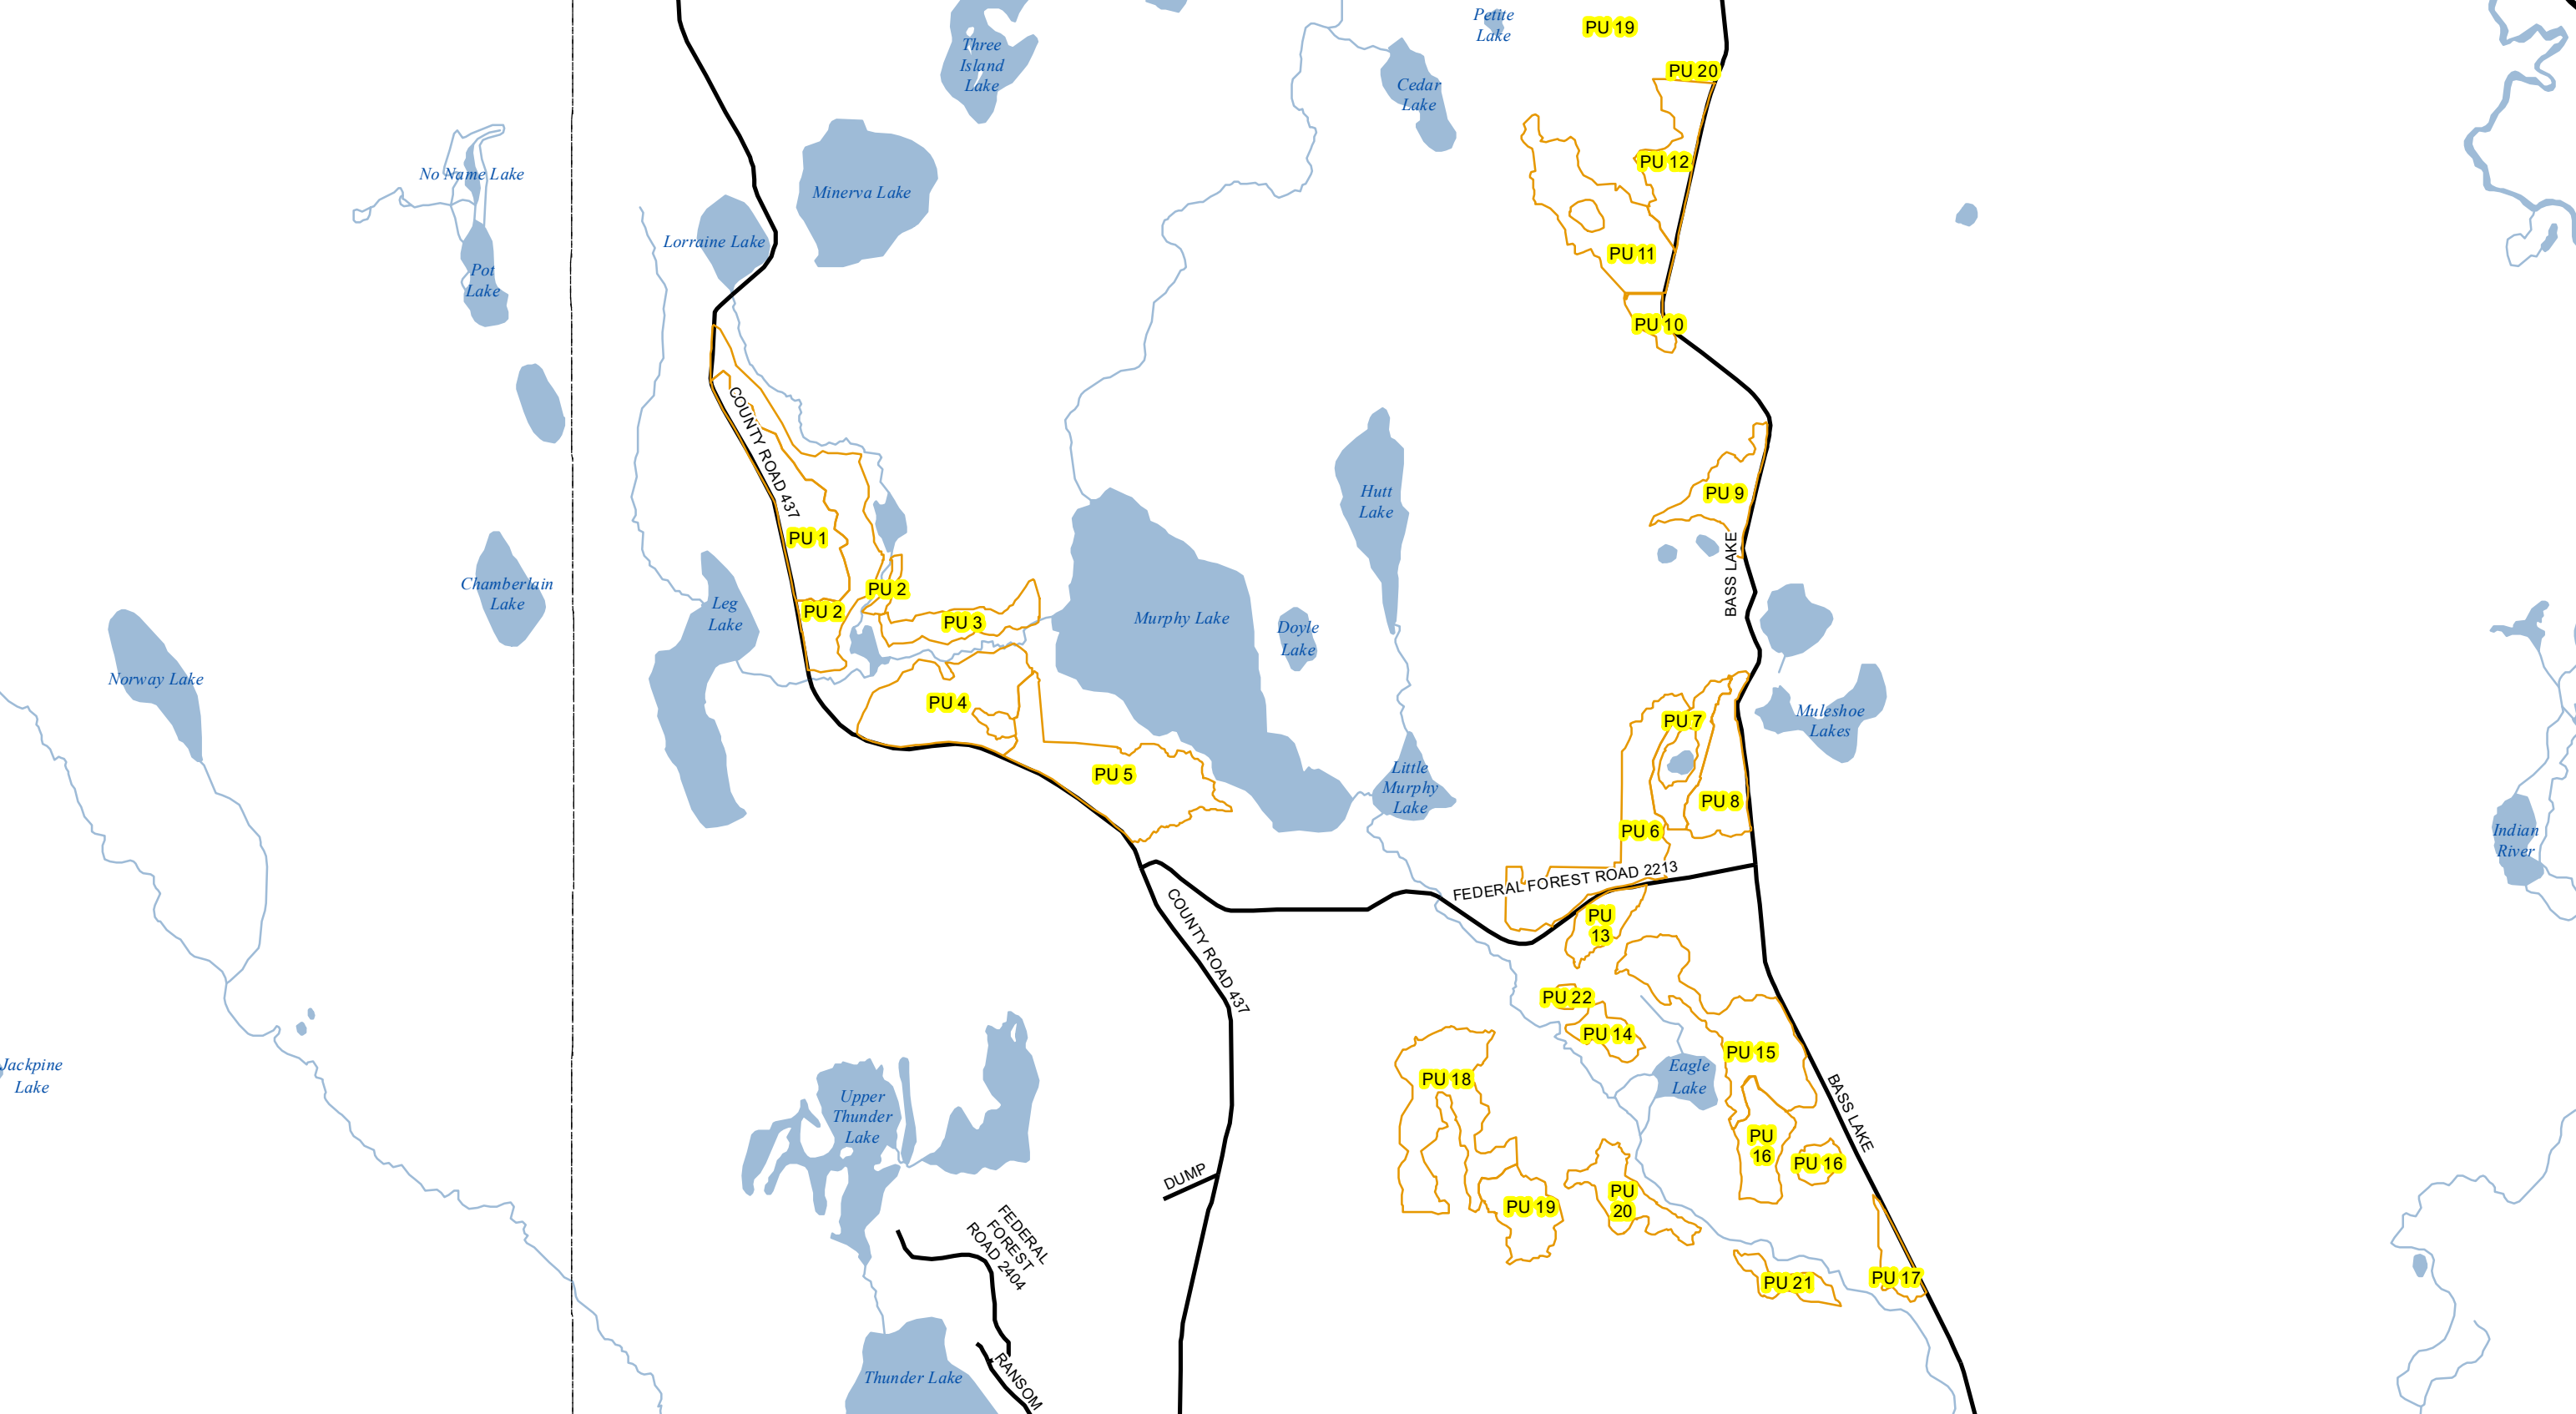 Petite
Lake
PU 19
Three
Island
Lake
PU 20
Cedar
Lake
No Name Lake
PU 12
Minerva Lake
Lorraine Lake
PU 11
Pot
Lake
PU 10
COUNTY ROAD 437
Hutt
Lake
PU 9
PU 1
BASS LAKE
Chamberlain
Lake
PU 2
PU 2
Leg
Lake
PU 3
Murphy Lake
Doyle
Lake
Norway Lake
PU 4
PU 7
Muleshoe
Lakes
PU 5
Little
Murphy
Lake
PU 8
PU 6
Indian
River
FEDERAL FOREST ROAD 2213
COUNTY ROAD 437
PU
13
PU 22
PU 14
PU 15
Jackpine
Lake
Eagle
Lake
PU 18
Upper
Thunder
Lake
BASS LAKE
PU
16
PU 16
DUMP
PU 19
PU
20
FEDERAL
FOREST
ROAD 2404
PU 21
PU 17
Thunder Lake
RANSOM